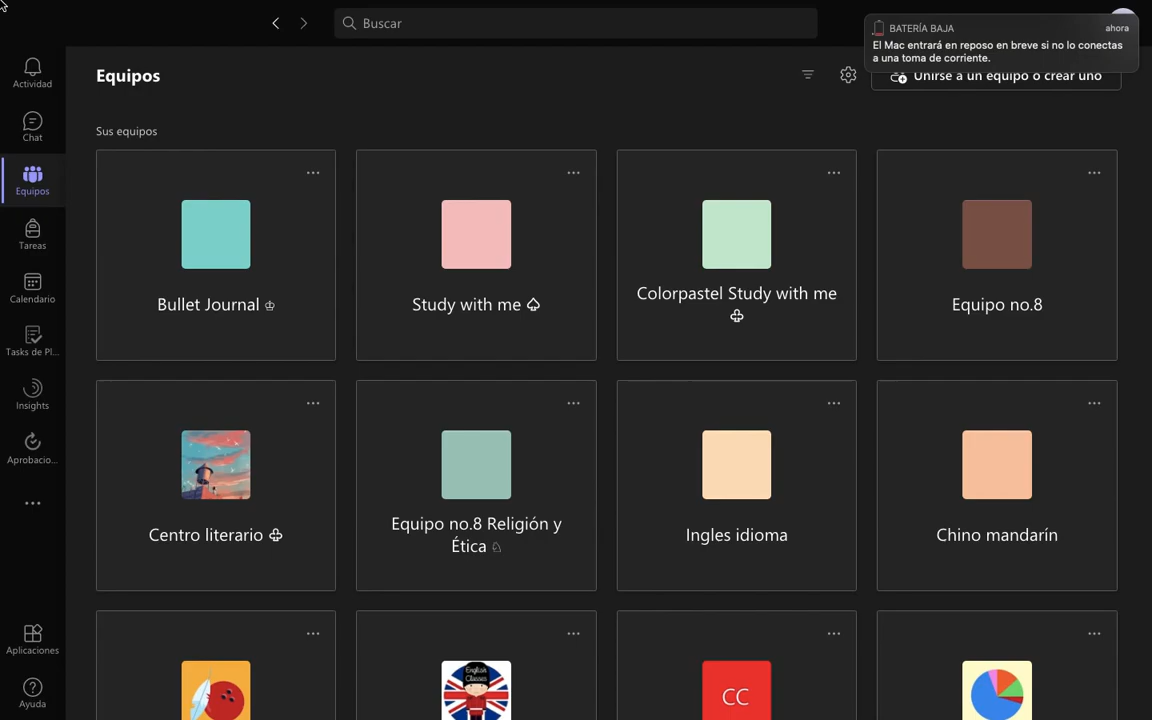 Buscar
BATERÍA BAJA
ahora
El Mac entrará en reposo en breve si no lo conectas
a una toma de corriente.
Actividad
Chat
Equipos
Tareas
Calendario
Tasks de Pl...
Insights
Aprobacio...
Aplicaciones
Ayuda
Equipos
Unirse a un equipo o crear uno
Sus equipos
Bullet Journal ♔
Study with me ♤
Colorpastel Study with me
♧
Equipo no.8
Centro literario ♧
Equipo no.8 Religión y
Ética ♘
Ingles idioma
Chino mandarín
English
Classes
CC